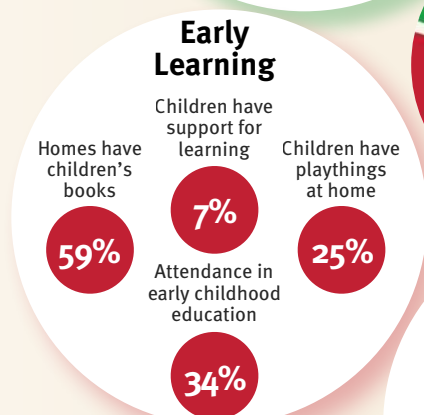 Early
Learning
Children have
support for
learning
7%
Homes have
children's
books
59%
Children have
playthings
at home
25%
Attendance in
early childhood
education
34%